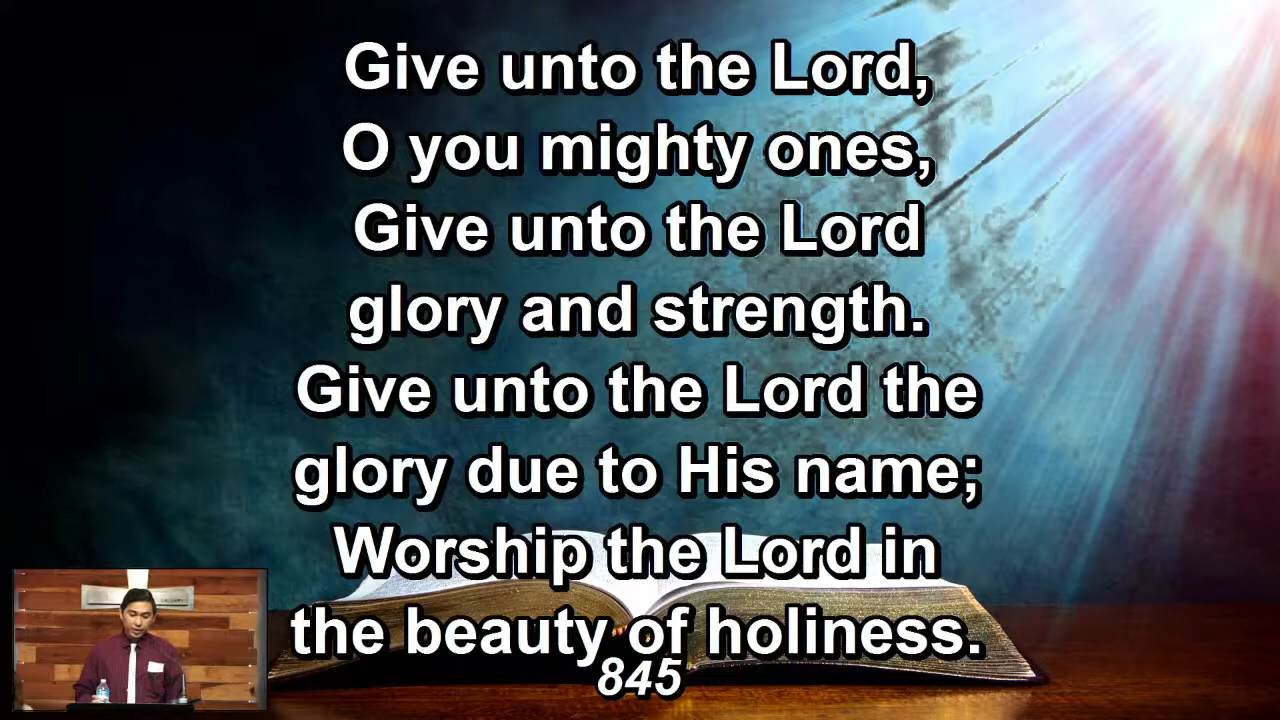 Give unto the Lord,
O you mighty ones,
Give unto the Lord
glory and strength.
Give unto the Lord the
glory due to His name;
Worship the Lord in
the beauty of holiness.
845